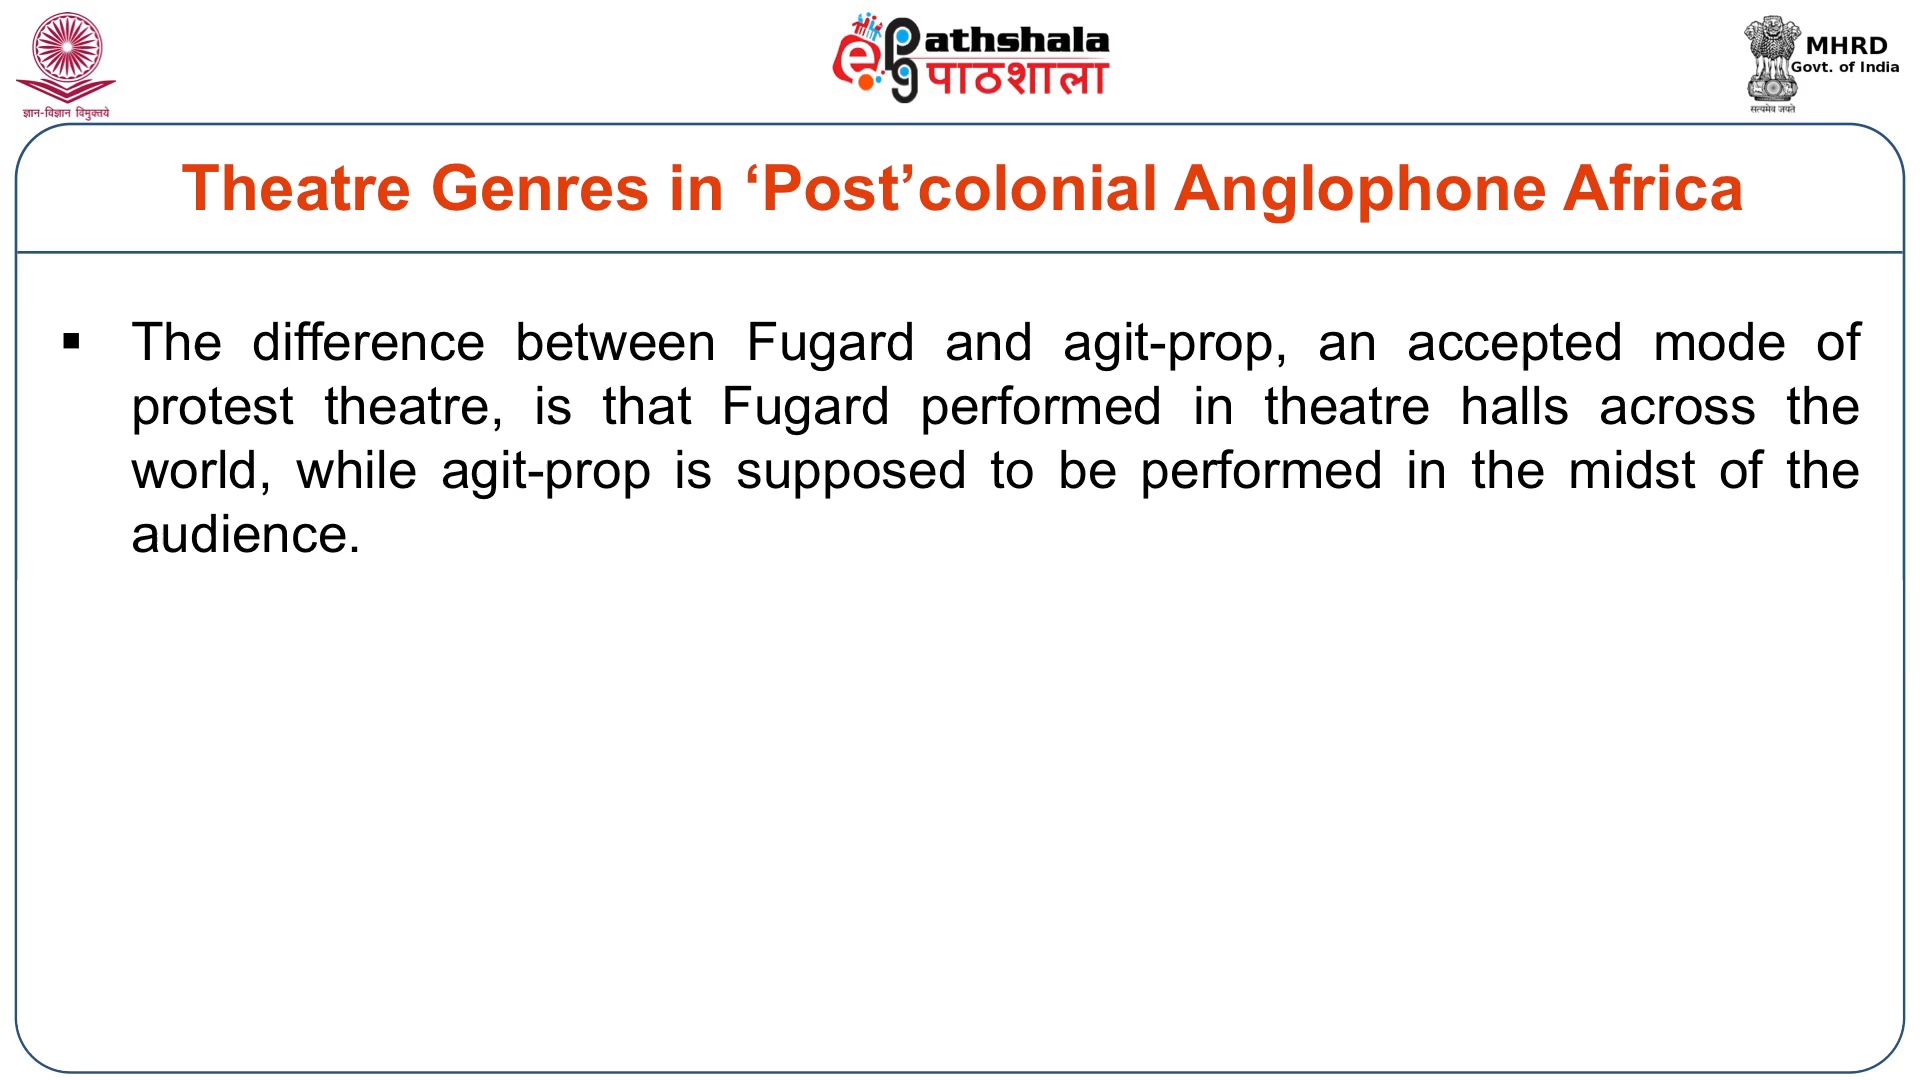 ज्ञान-विज्ञान विमुक्तये
ePathshala
पाठशाला
MHRD
Govt. of India
सत्यमेव जयते
Theatre Genres in ‘Post’colonial Anglophone Africa
▪ The difference between Fugard and agit-prop, an accepted mode of
protest theatre, is that Fugard performed in theatre halls across the
world, while agit-prop is supposed to be performed in the midst of the
audience.